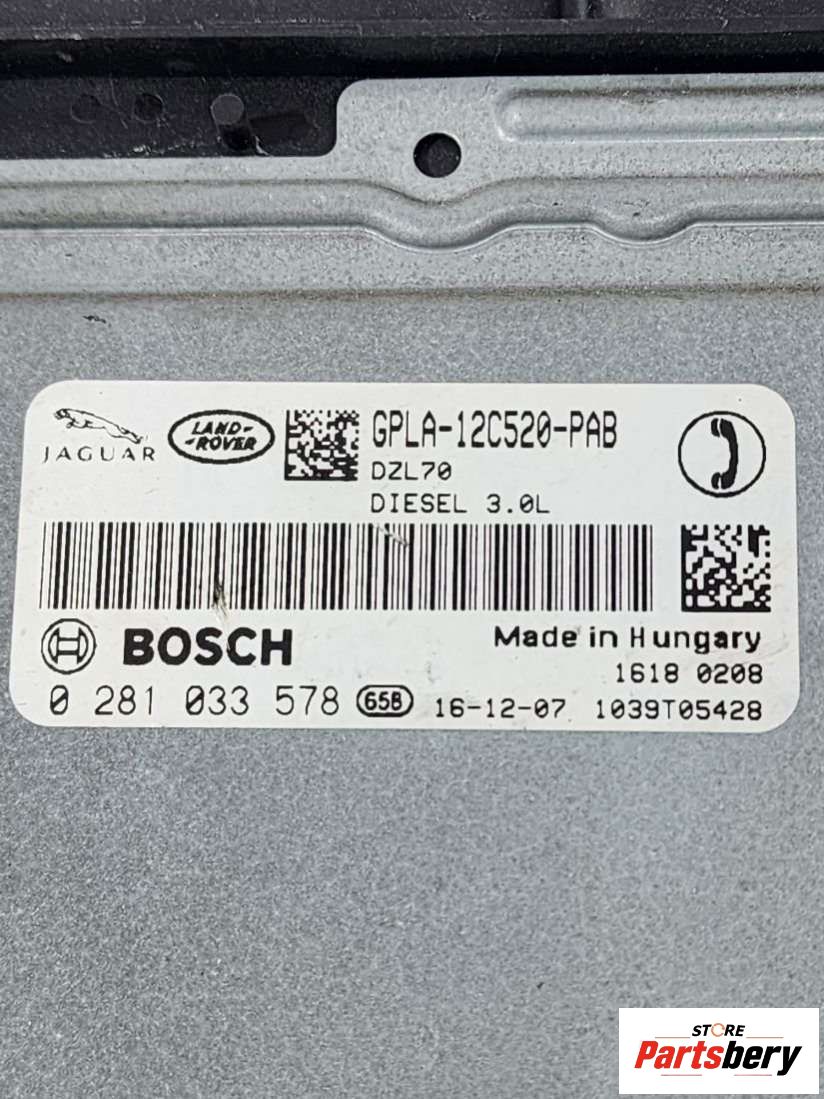 JAGUAR
LAND-
-ROVER
GPLA-12C520-PAB
DZL70
DIESEL 3.0L
BOSCH
Made in Hungary
1618 0208
0 281 033 578 65B 16-12-07 1039T05428
STORE
Partsbery